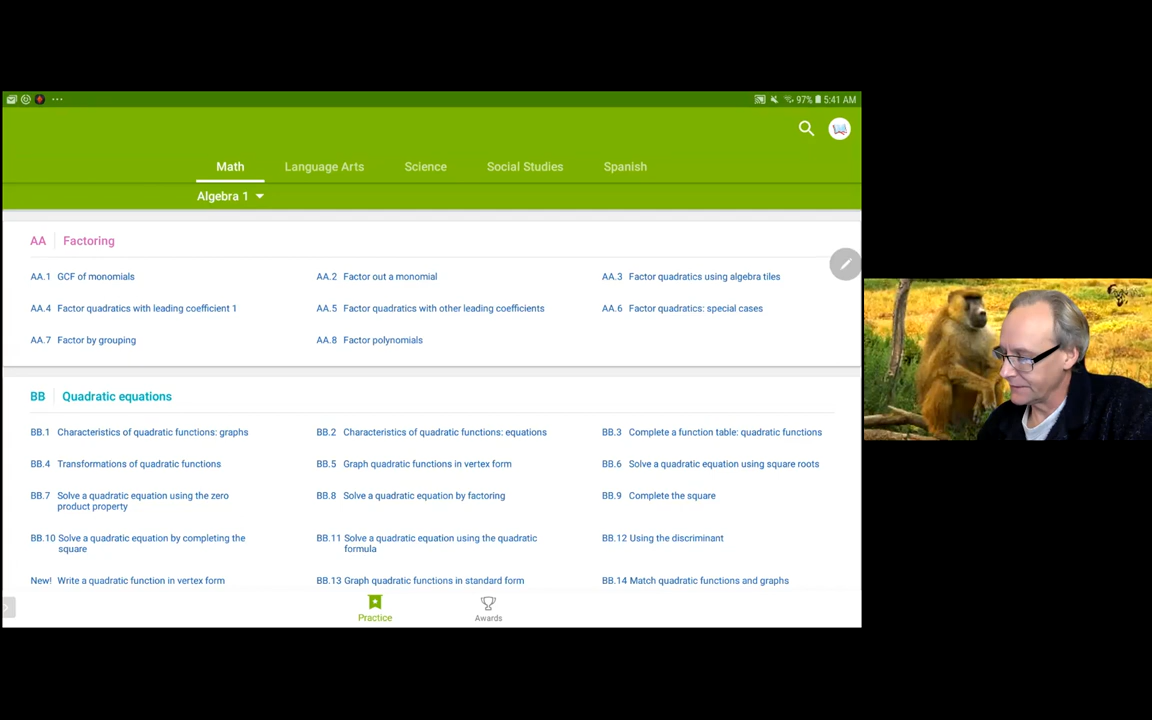 97% 5:41 AM
Math Language Arts Science Social Studies Spanish
Algebra 1
AA Factoring
AA.1 GCF of monomials AA.2 Factor out a monomial AA.3 Factor quadratics using algebra tiles
AA.4 Factor quadratics with leading coefficient 1 AA.5 Factor quadratics with other leading coefficients AA.6 Factor quadratics: special cases
AA.7 Factor by grouping AA.8 Factor polynomials
BB Quadratic equations
BB.1 Characteristics of quadratic functions: graphs BB.2 Characteristics of quadratic functions: equations BB.3 Complete a function table: quadratic functions
BB.4 Transformations of quadratic functions BB.5 Graph quadratic functions in vertex form BB.6 Solve a quadratic equation using square roots
BB.7 Solve a quadratic equation using the zero BB.8 Solve a quadratic equation by factoring BB.9 Complete the square
product property
BB.10 Solve a quadratic equation by completing the BB.11 Solve a quadratic equation using the quadratic BB.12 Using the discriminant
square formula
New! Write a quadratic function in vertex form BB.13 Graph quadratic functions in standard form BB.14 Match quadratic functions and graphs
Practice Awards